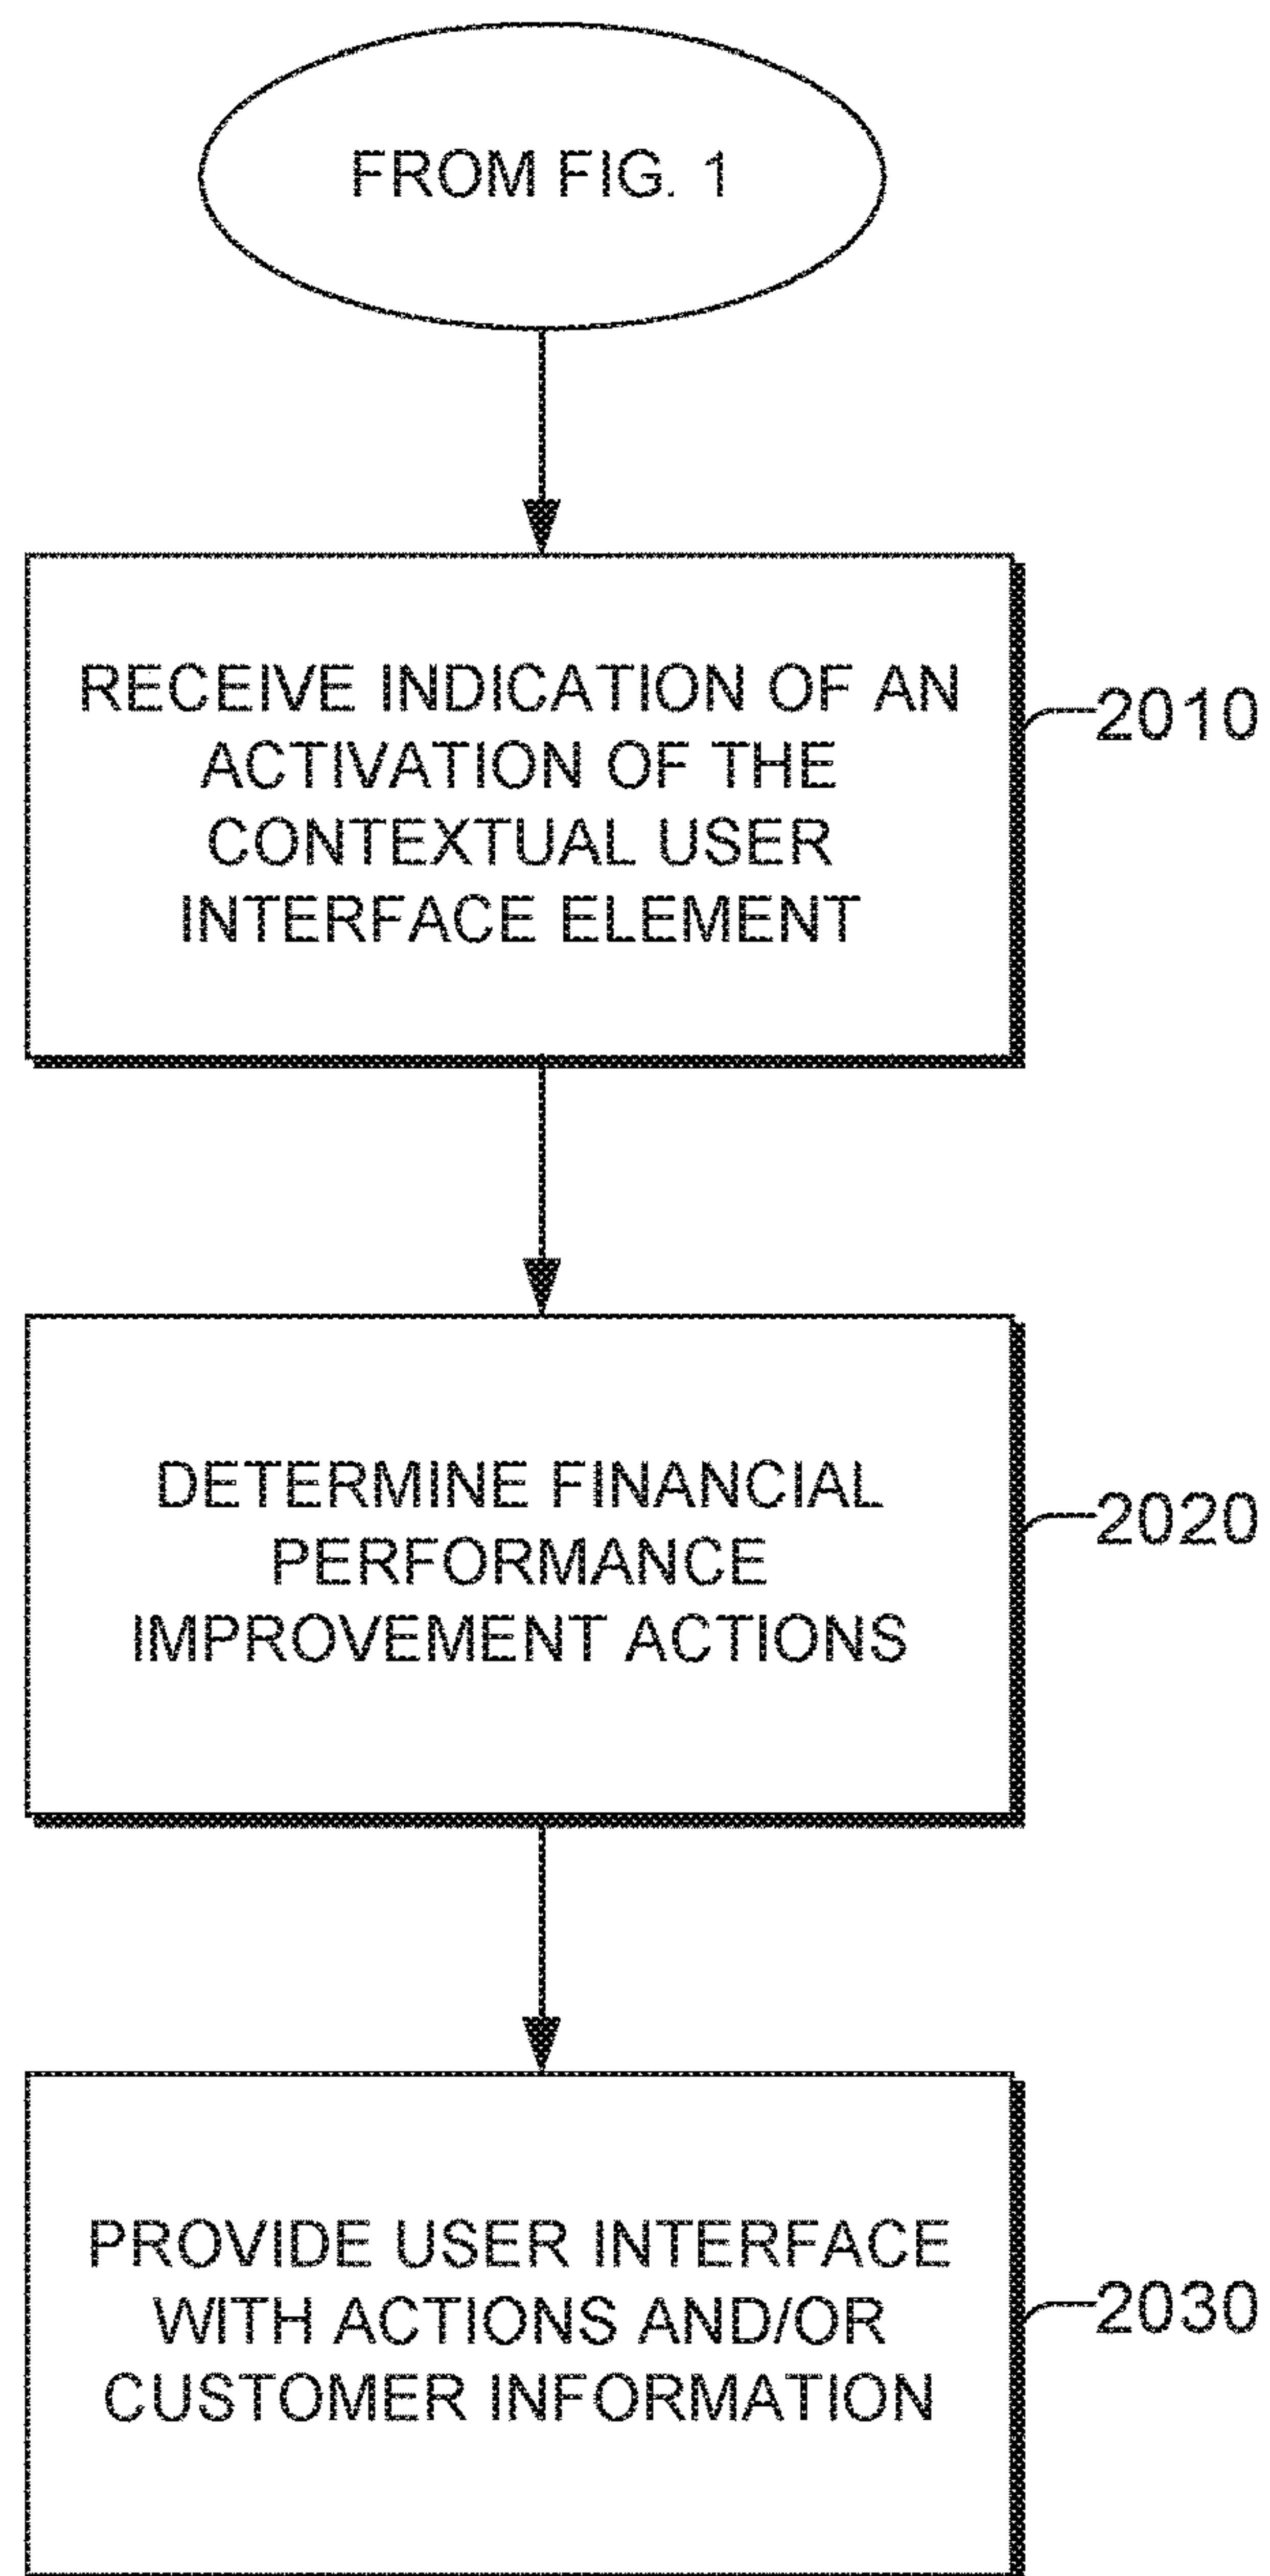 FROM FIG. 1
RECEIVE INDICATION OF AN
ACTIVATION OF THE
CONTEXTUAL USER
INTERFACE ELEMENT
2010
DETERMINE FINANCIAL
PERFORMANCE
IMPROVEMENT ACTIONS
2020
PROVIDE USER INTERFACE
WITH ACTIONS AND/OR
CUSTOMER INFORMATION
2030